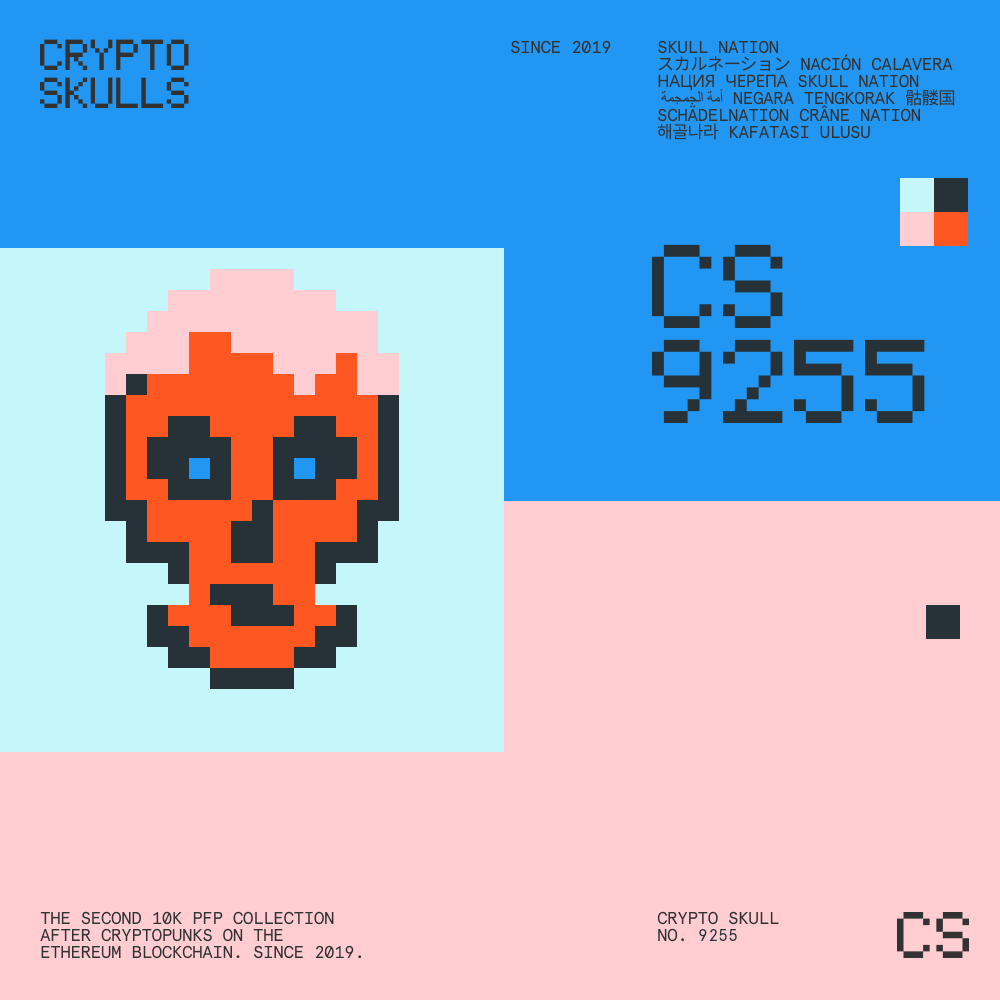 CRYPTO
SKULLS
SINCE 2019
SKULL NATION
スカルネーション NACIÓN CALAVERA
НАЦИЯ ЧЕРЕПА SKULL NATION
أمة الجمجمة NEGARA TENGKORAK 骷髅国
SCHÄDELNATION CRÂNE NATION
해골나라 KAFATASI ULUSU
CS
9255
THE SECOND 10K PFP COLLECTION
AFTER CRYPTOPUNKS ON THE
ETHEREUM BLOCKCHAIN. SINCE 2019.
CRYPTO SKULL
NO. 9255
CS